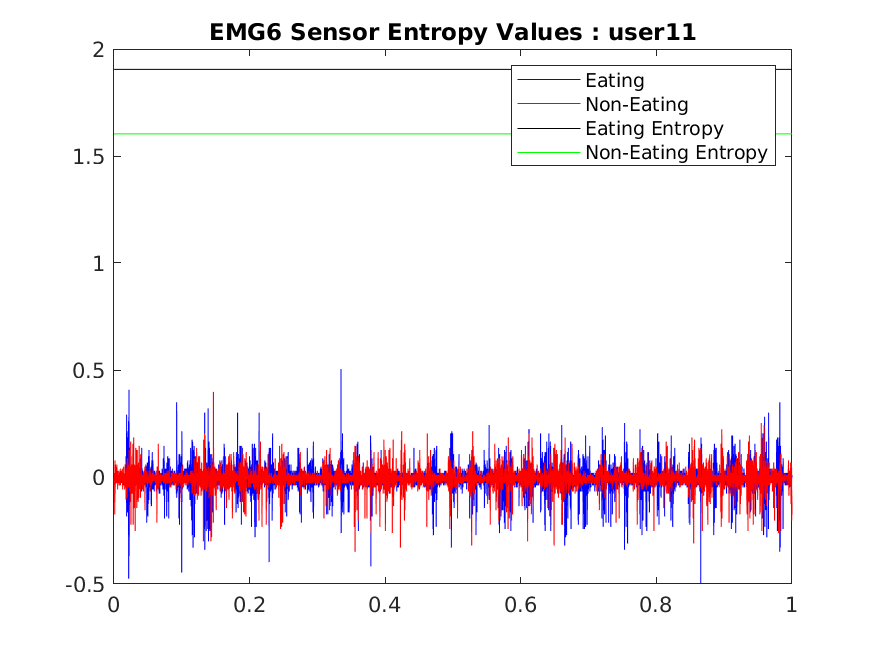 EMG6 Sensor Entropy Values : user11
2
Eating
Non-Eating
Eating Entropy
Non-Eating Entropy
1.5
1
0.5
0
-0.5
0 0.2 0.4 0.6 0.8 1